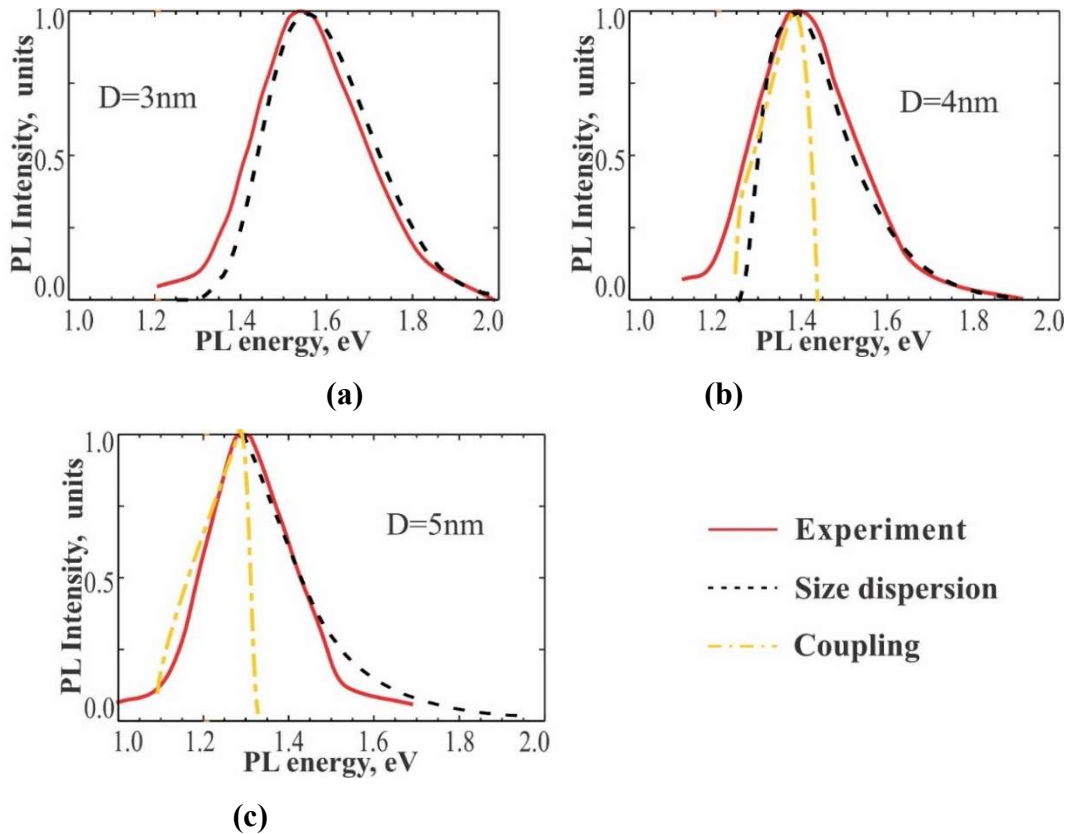 PL Intensity, units
1.0
0.5
0.0
D=3nm
1.0 1.2 1.4 1.6 1.8 2.0
PL energy, eV
(a)
PL Intensity, units
1.0
0.5
0.0
D=4nm
1.0 1.2 1.4 1.6 1.8 2.0
PL energy, eV
(b)
PL Intensity, units
1.0
0.5
0.0
D=5nm
1.0 1.2 1.4 1.6 1.8 2.0
PL energy, eV
(c)
Experiment
Size dispersion
Coupling